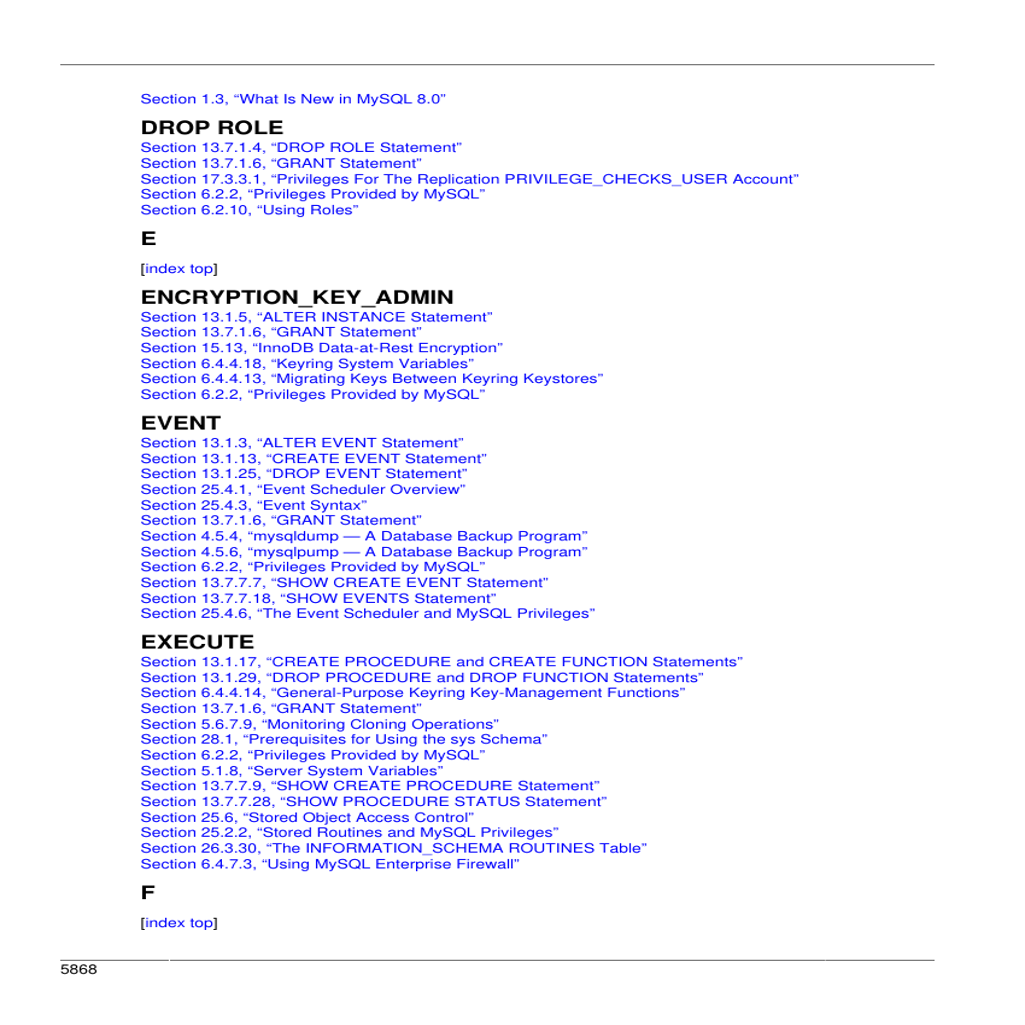 Section 1.3, “What Is New in MySQL 8.0”
DROP ROLE
Section 13.7.1.4, “DROP ROLE Statement”
Section 13.7.1.6, “GRANT Statement”
Section 17.3.3.1, “Privileges For The Replication PRIVILEGE_CHECKS_USER Account”
Section 6.2.2, “Privileges Provided by MySQL”
Section 6.2.10, “Using Roles”
E
[index top]
ENCRYPTION_KEY_ADMIN
Section 13.1.5, “ALTER INSTANCE Statement”
Section 13.7.1.6, “GRANT Statement”
Section 15.13, “InnoDB Data-at-Rest Encryption”
Section 6.4.4.18, “Keyring System Variables”
Section 6.4.4.13, “Migrating Keys Between Keyring Keystores”
Section 6.2.2, “Privileges Provided by MySQL”
EVENT
Section 13.1.3, “ALTER EVENT Statement”
Section 13.1.13, “CREATE EVENT Statement”
Section 13.1.25, “DROP EVENT Statement”
Section 25.4.1, “Event Scheduler Overview”
Section 25.4.3, “Event Syntax”
Section 13.7.1.6, “GRANT Statement”
Section 4.5.4, “mysqldump — A Database Backup Program”
Section 4.5.6, “mysqlpump — A Database Backup Program”
Section 6.2.2, “Privileges Provided by MySQL”
Section 13.7.7.7, “SHOW CREATE EVENT Statement”
Section 13.7.7.18, “SHOW EVENTS Statement”
Section 25.4.6, “The Event Scheduler and MySQL Privileges”
EXECUTE
Section 13.1.17, “CREATE PROCEDURE and CREATE FUNCTION Statements”
Section 13.1.29, “DROP PROCEDURE and DROP FUNCTION Statements”
Section 6.4.4.14, “General-Purpose Keyring Key-Management Functions”
Section 13.7.1.6, “GRANT Statement”
Section 5.6.7.9, “Monitoring Cloning Operations”
Section 28.1, “Prerequisites for Using the sys Schema”
Section 6.2.2, “Privileges Provided by MySQL”
Section 5.1.8, “Server System Variables”
Section 13.7.7.9, “SHOW CREATE PROCEDURE Statement”
Section 13.7.7.28, “SHOW PROCEDURE STATUS Statement”
Section 25.6, “Stored Object Access Control”
Section 25.2.2, “Stored Routines and MySQL Privileges”
Section 26.3.30, “The INFORMATION_SCHEMA ROUTINES Table”
Section 6.4.7.3, “Using MySQL Enterprise Firewall”
F
[index top]
5868